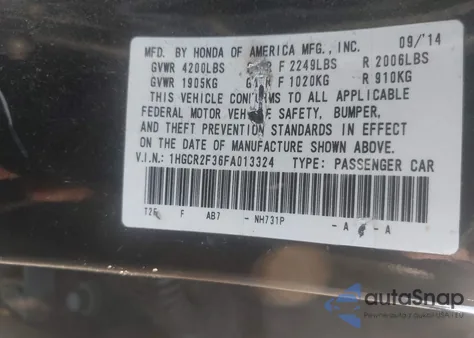 MFD. BY HONDA OF AMERICA MFG., INC. 09/'14
GVWR 4200LBS F 2249LBS R 2006LBS
GVWR 1905KG F 1020KG R 910KG
THIS VEHICLE CONFORMS TO ALL APPLICABLE
FEDERAL MOTOR VEHICLE SAFETY, BUMPER,
AND THEFT PREVENTION STANDARDS IN EFFECT
ON THE DATE OF MANUFACTURE SHOWN ABOVE.
V.I.N.: 1HGCR2F36FA013324 TYPE: PASSENGER CAR
F AB7 - NH731P - A - A
autoSnap